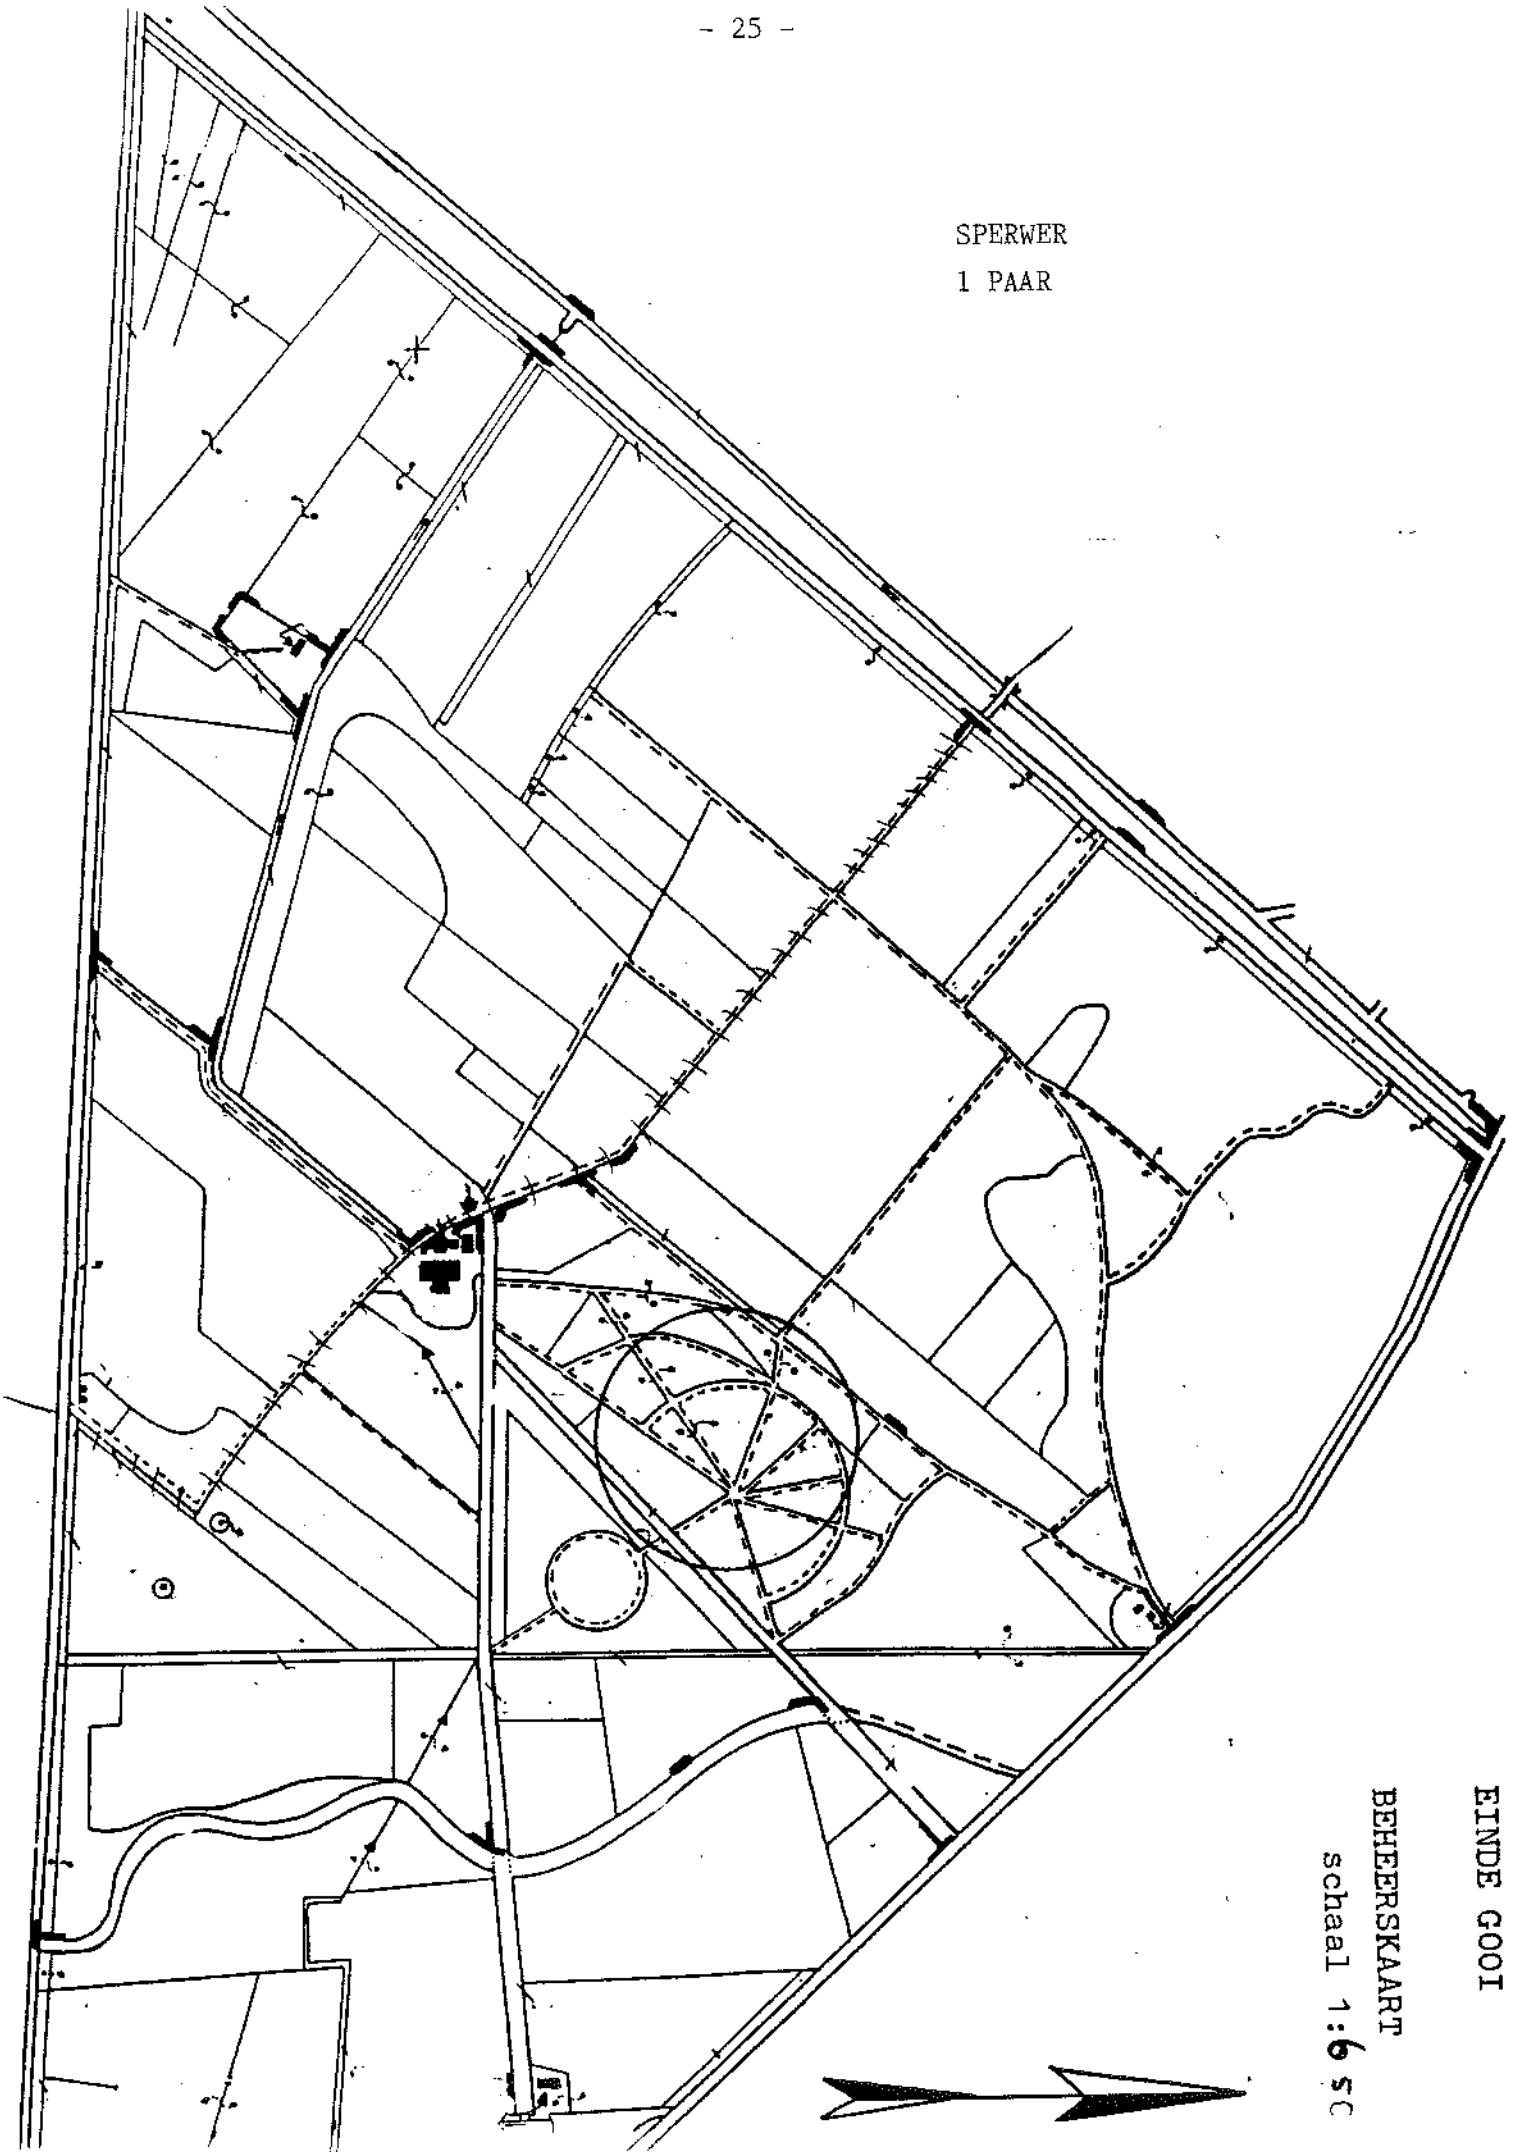 - 25 -
SPERWER
1 PAAR
EINDE GOOI
BEHEERSKAART
schaal 1:6